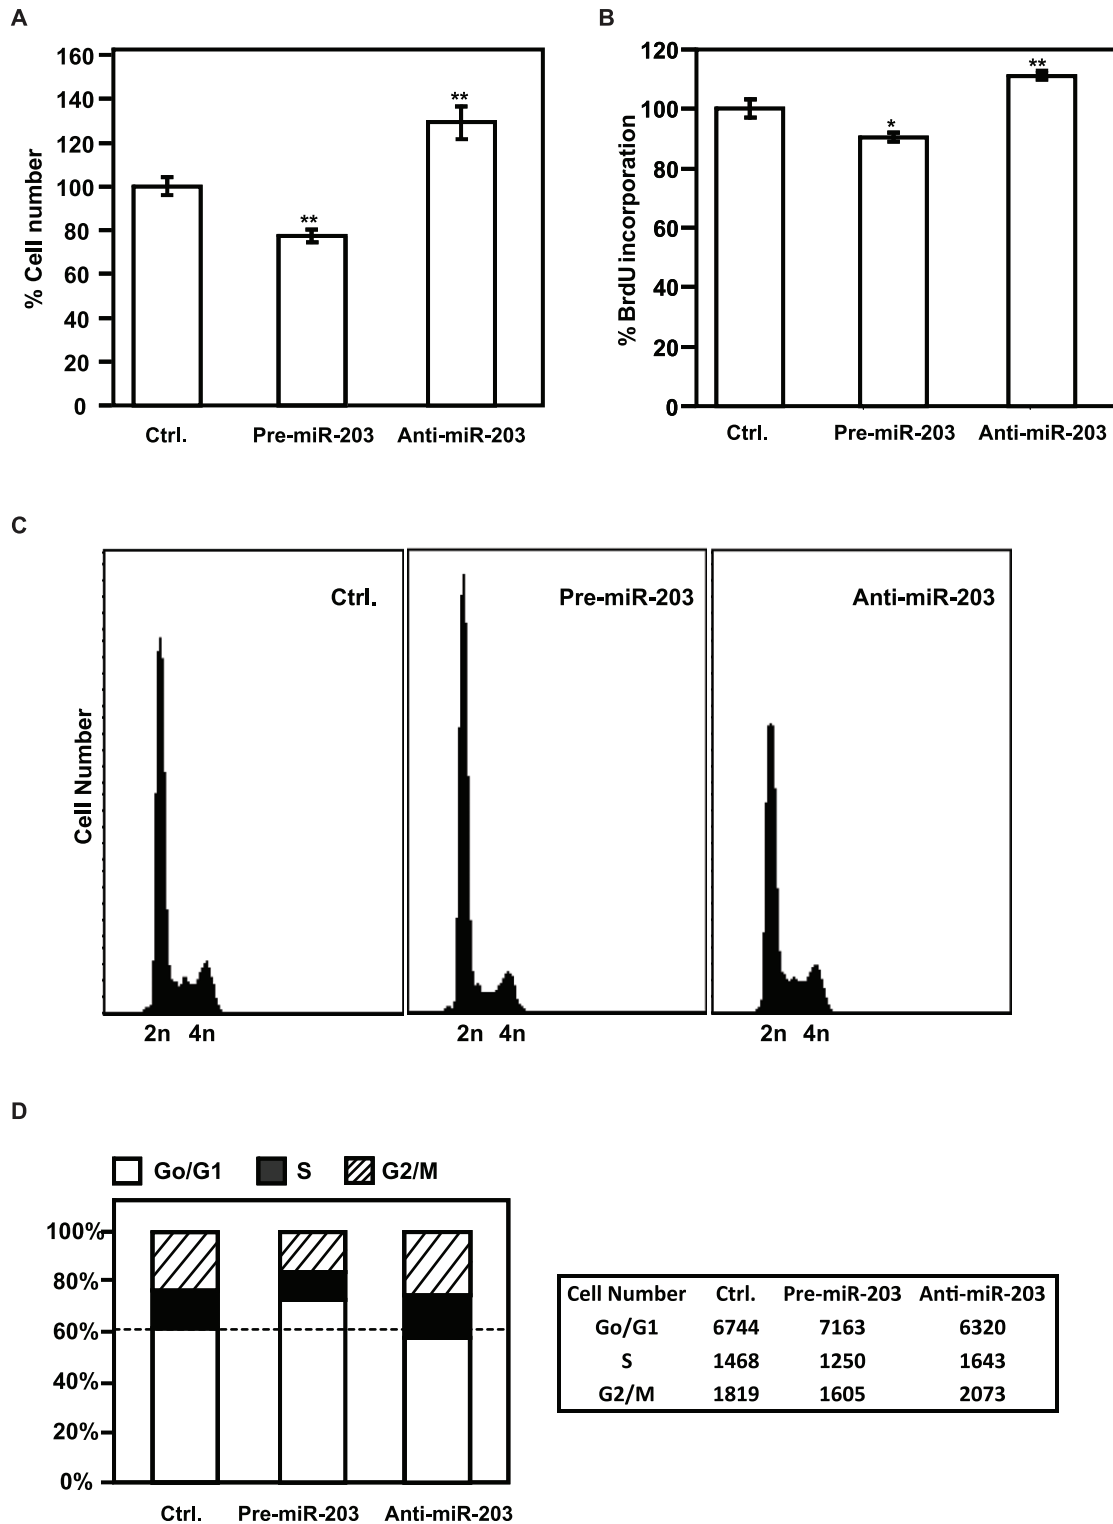 A
160
140
120
100
80
60
40
20
0
% Cell number
**
**
Ctrl.
Pre-miR-203
Anti-miR-203
B
120
100
80
60
40
20
0
% BrdU incorporation
*
**
Ctrl.
Pre-miR-203
Anti-miR-203
C
Cell Number
Ctrl.
Pre-miR-203
Anti-miR-203
2n 4n
2n 4n
2n 4n
D
Go/G1 S G2/M
100%
80%
60%
40%
20%
0%
Ctrl.
Pre-miR-203
Anti-miR-203
Cell Number Ctrl. Pre-miR-203 Anti-miR-203
Go/G1 6744 7163 6320
S 1468 1250 1643
G2/M 1819 1605 2073